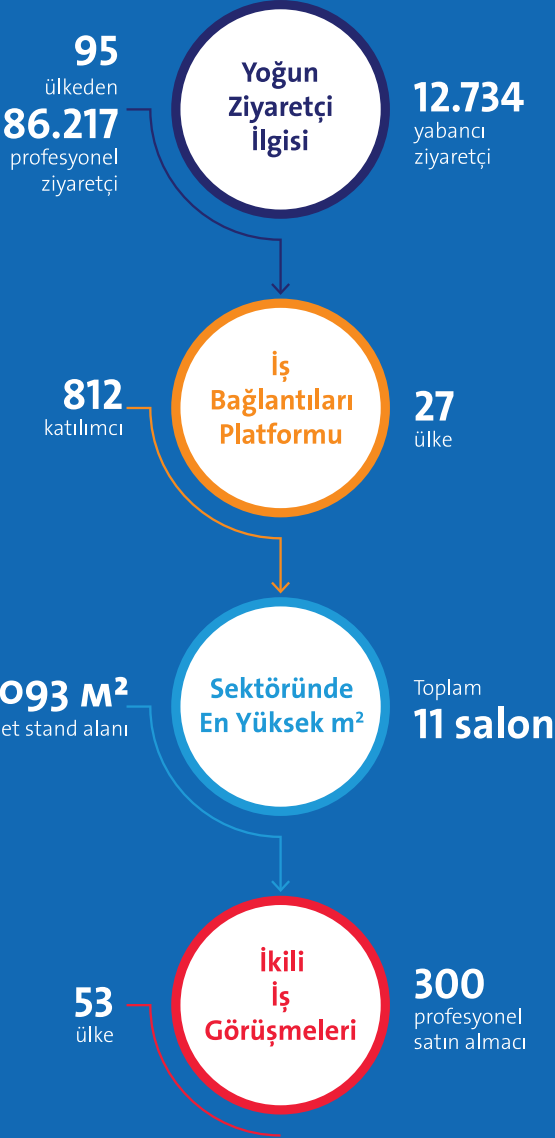 95
ülkeden
86.217
profesyonel
ziyaretçi
Yoğun
Ziyaretçi
İlgisi
12.734
yabancı
ziyaretçi
812
katılımcı
İş
Bağlantıları
Platformu
27
ülke
093 M²
et stand alanı
Sektóründe
En Yüksek m²
Toplam
11 salon
53
ülke
İkili
İş
Görüşmeleri
300
profesyonel
satın almacı